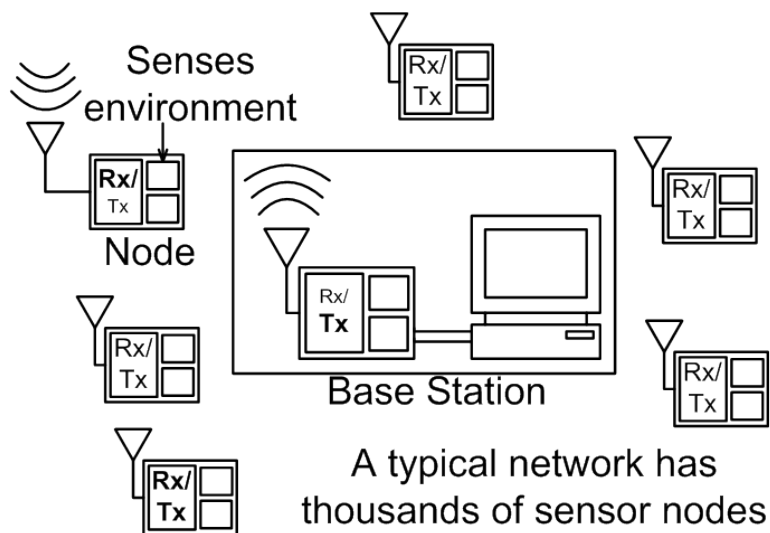 Senses
environment
Rx/
Tx
Rx/
Tx
Node
Rx/
Tx
Rx/
Tx
Base Station
Rx/
Tx
Rx/
Tx
Rx/
Tx
Rx/
Tx
A typical network has
thousands of sensor nodes